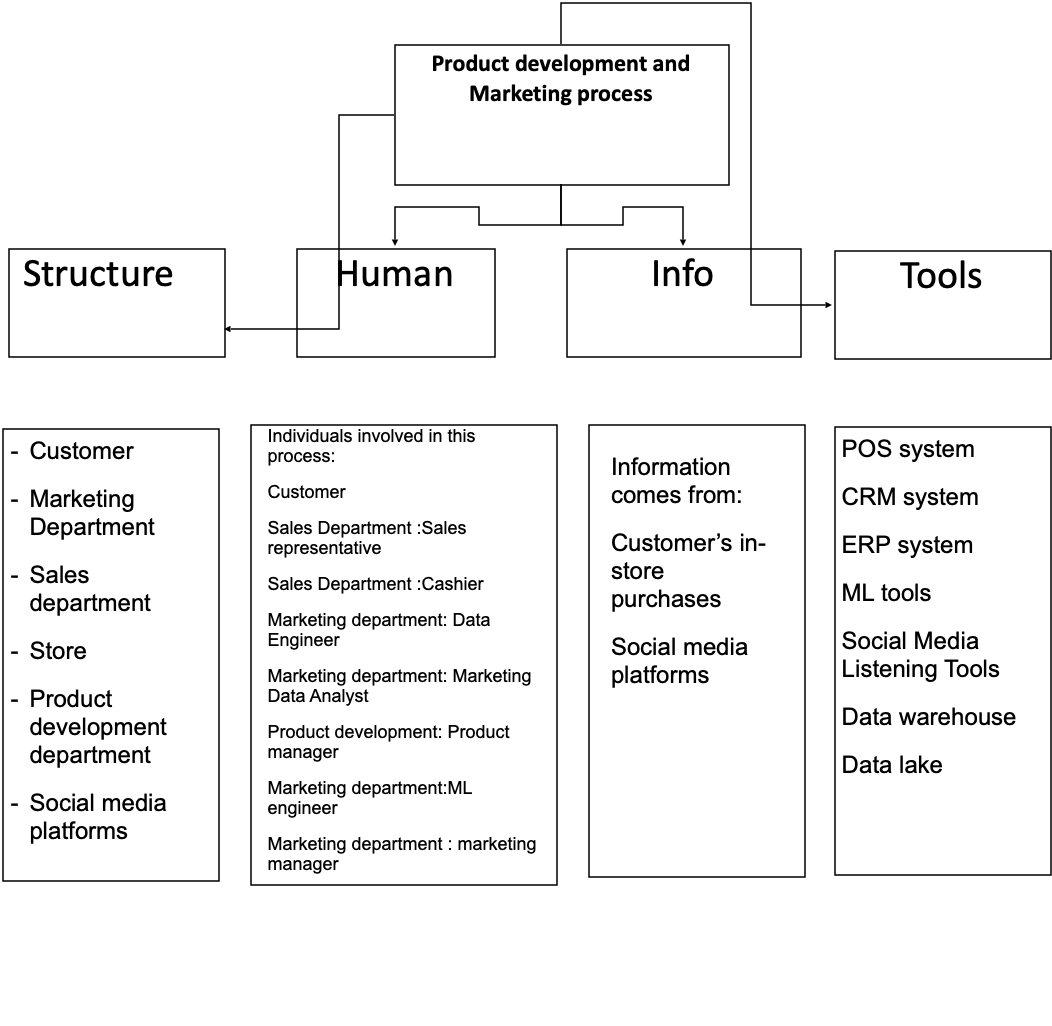 Product development and
Marketing process
Structure
Human
Info
Tools
- Customer
- Marketing
Department
- Sales
department
- Store
- Product
development
department
- Social media
platforms
Individuals involved in this
process:
Customer
Sales Department :Sales
representative
Sales Department :Cashier
Marketing department: Data
Engineer
Marketing department: Marketing
Data Analyst
Product development: Product
manager
Marketing department:ML
engineer
Marketing department : marketing
manager
Information
comes from:
Customer’s in-
store
purchases
Social media
platforms
POS system
CRM system
ERP system
ML tools
Social Media
Listening Tools
Data warehouse
Data lake